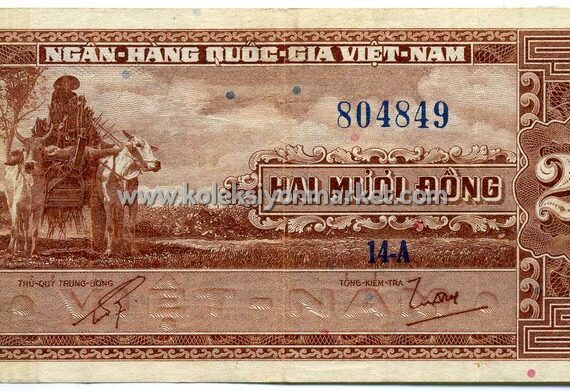 NGÂN-HÀNG QUỐC-GIA VIỆT-NAM
804849
HAI MƯƠI ĐỒNG
2
www.koleksiyonmarket.com
14-A
THỦ-QUỸ TRUNG-ƯƠNG
TỔNG-KIỂM-TRA
VIỆT-NAM